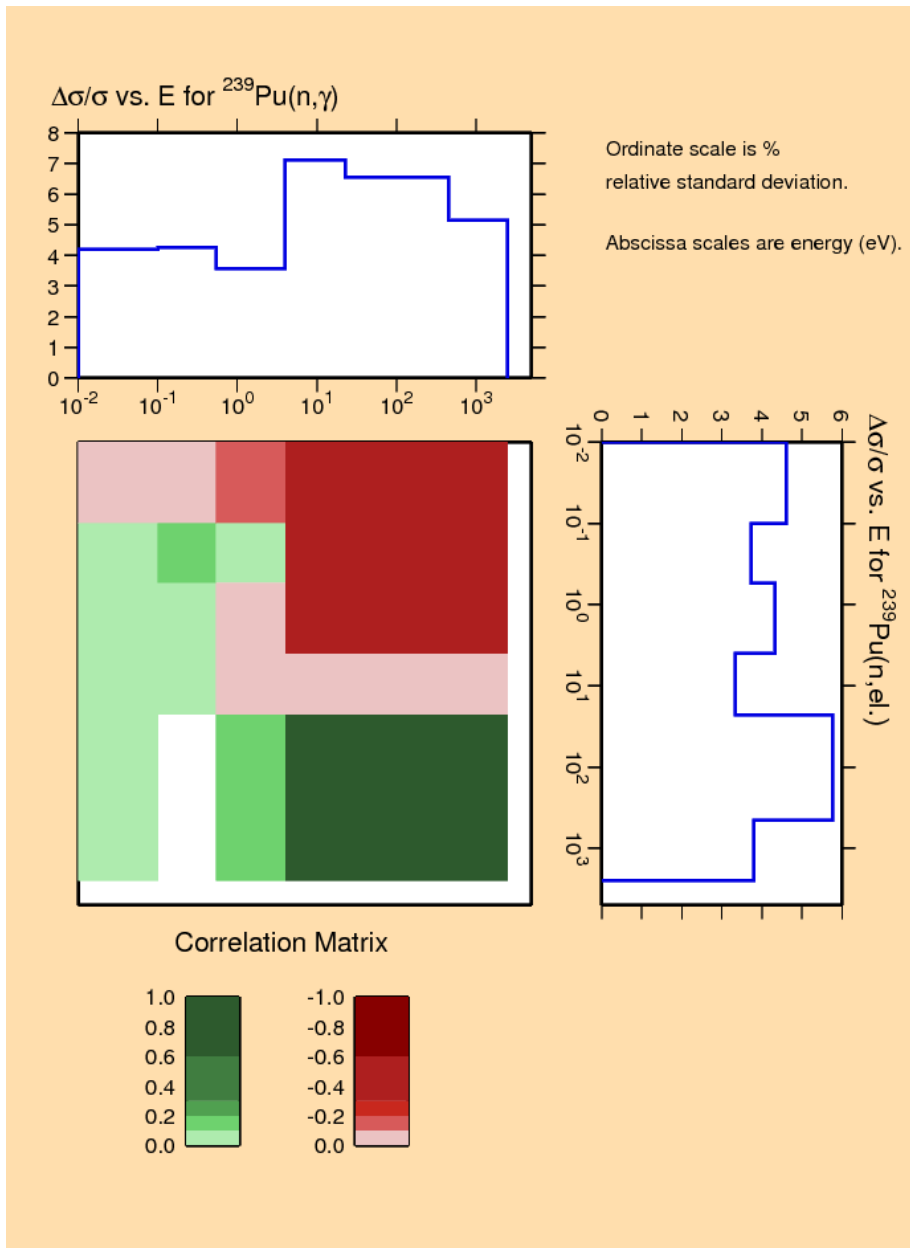 Δσ/σ vs. E for ²³⁹Pu(n,γ)
Ordinate scale is %
relative standard deviation.
Abscissa scales are energy (eV).
8
7
6
5
4
3
2
1
0
10⁻² 10⁻¹ 10⁰ 10¹ 10² 10³
0 1 2 3 4 5 6
Δσ/σ vs. E for ²³⁹Pu(n,el.)
10⁻² 10⁻¹ 10⁰ 10¹ 10² 10³
Correlation Matrix
1.0 -1.0
0.8 -0.8
0.6 -0.6
0.4 -0.4
0.2 -0.2
0.0 0.0